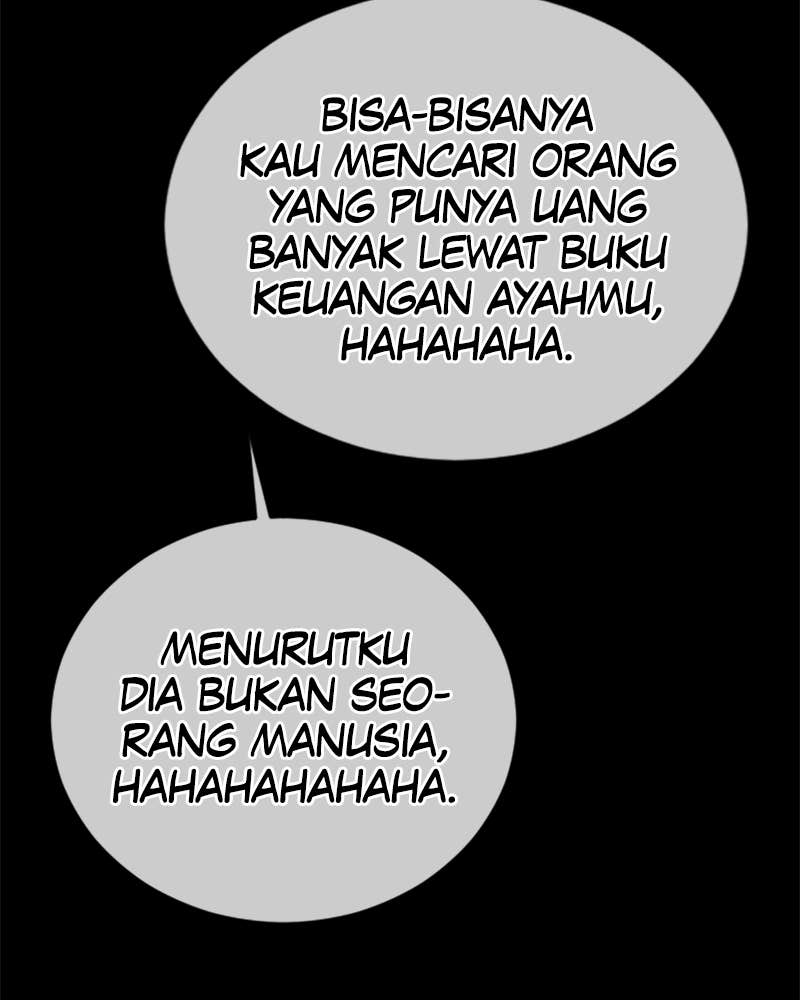 BISA-BISANYA
KAU MENCARI ORANG
YANG PUNYA UANG
BANYAK LEWAT BUKU
KEUANGAN AYAHMU,
HAHAHAHA.
MENURUTKU
DIA BUKAN SEO-
RANG MANUSIA,
HAHAHAHAHAHA.